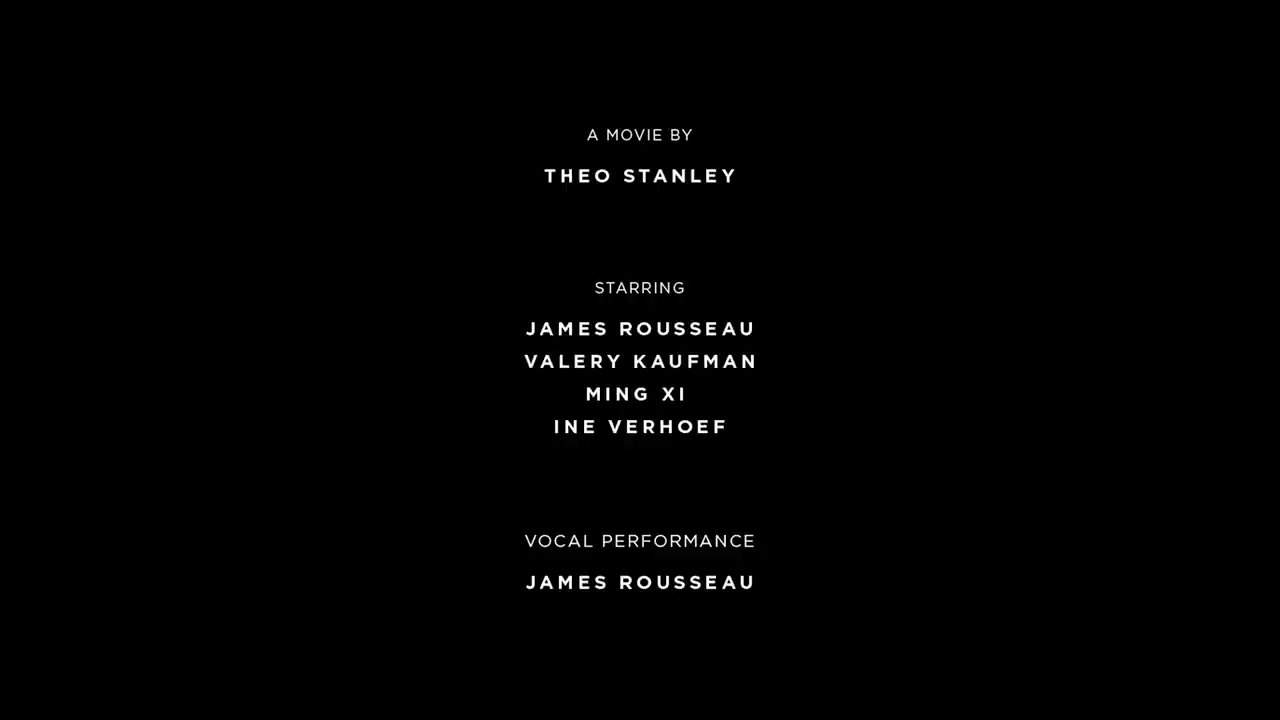 A MOVIE BY
THEO STANLEY
STARRING
JAMES ROUSSEAU
VALERY KAUFMAN
MING XI
INE VERHOEF
VOCAL PERFORMANCE
JAMES ROUSSEAU